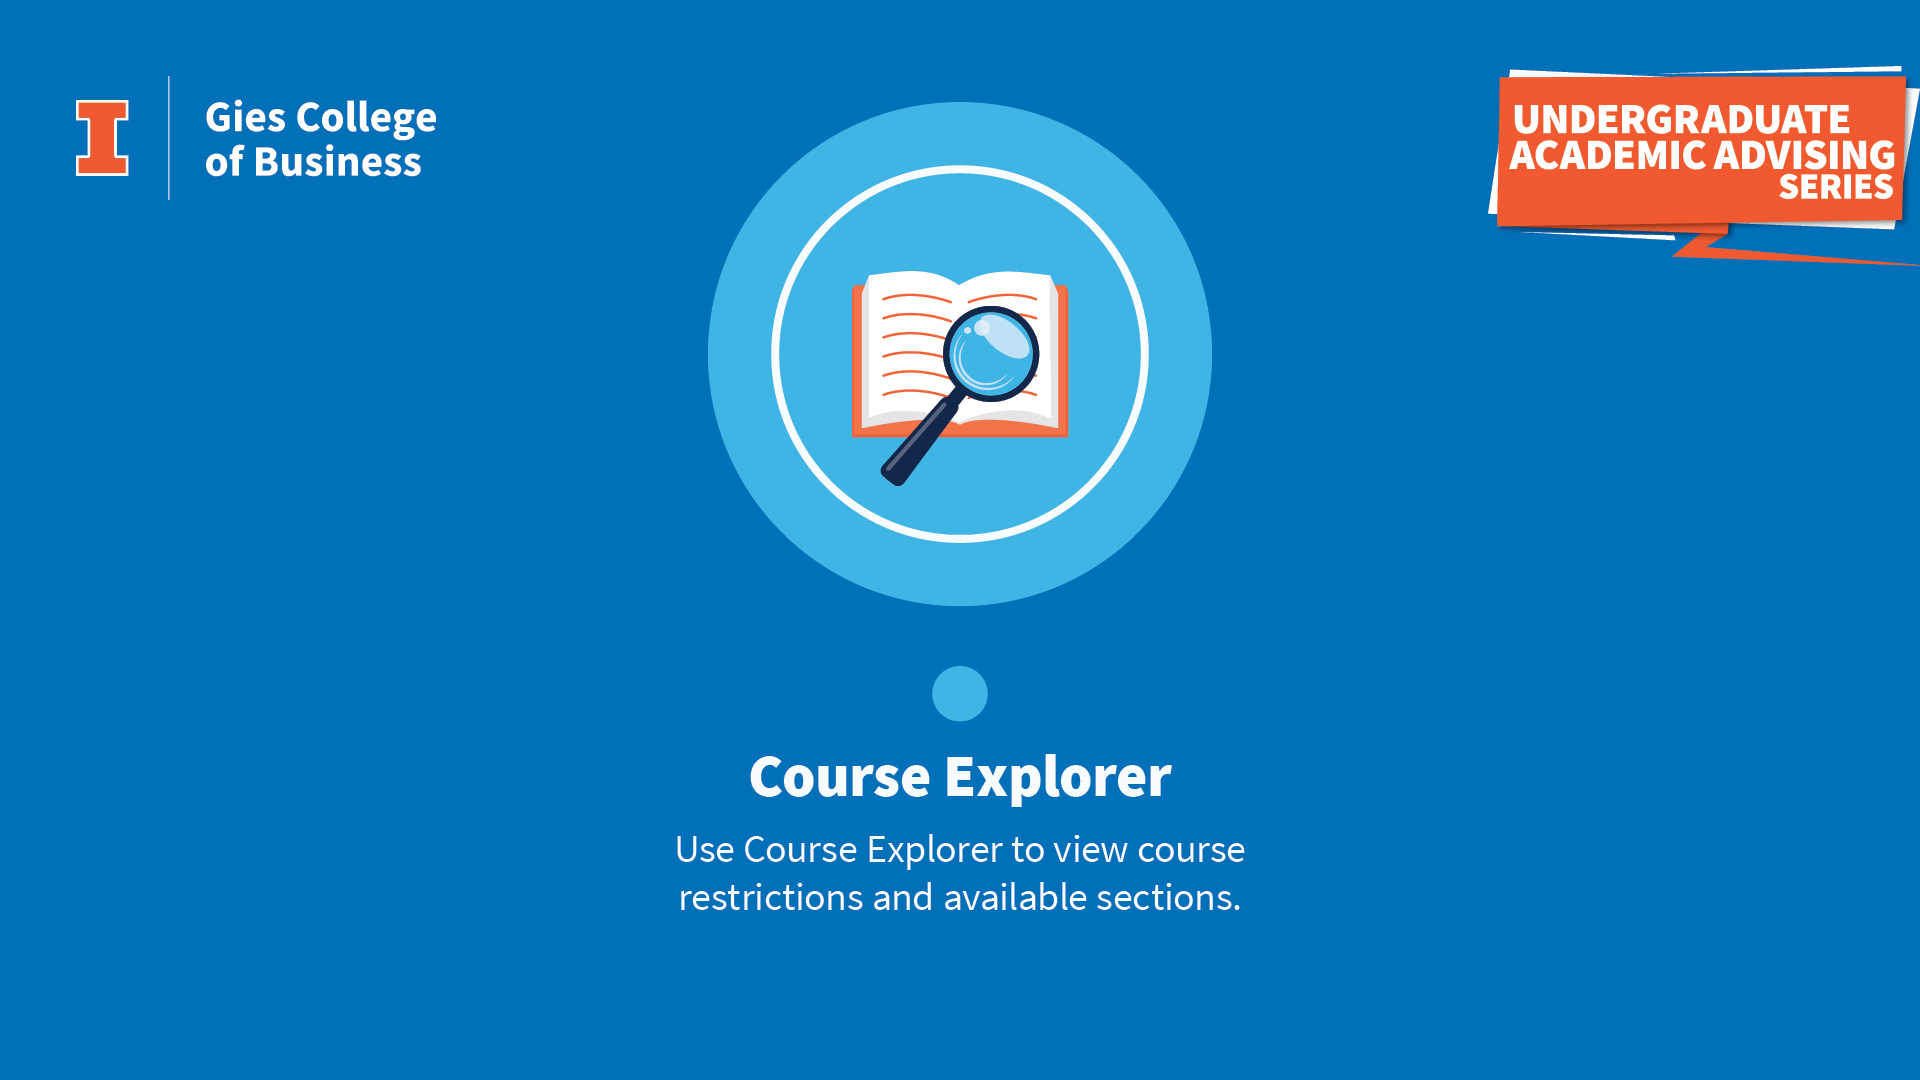 I
Gies College
of Business
UNDERGRADUATE
ACADEMIC ADVISING
SERIES
Course Explorer
Use Course Explorer to view course
restrictions and available sections.